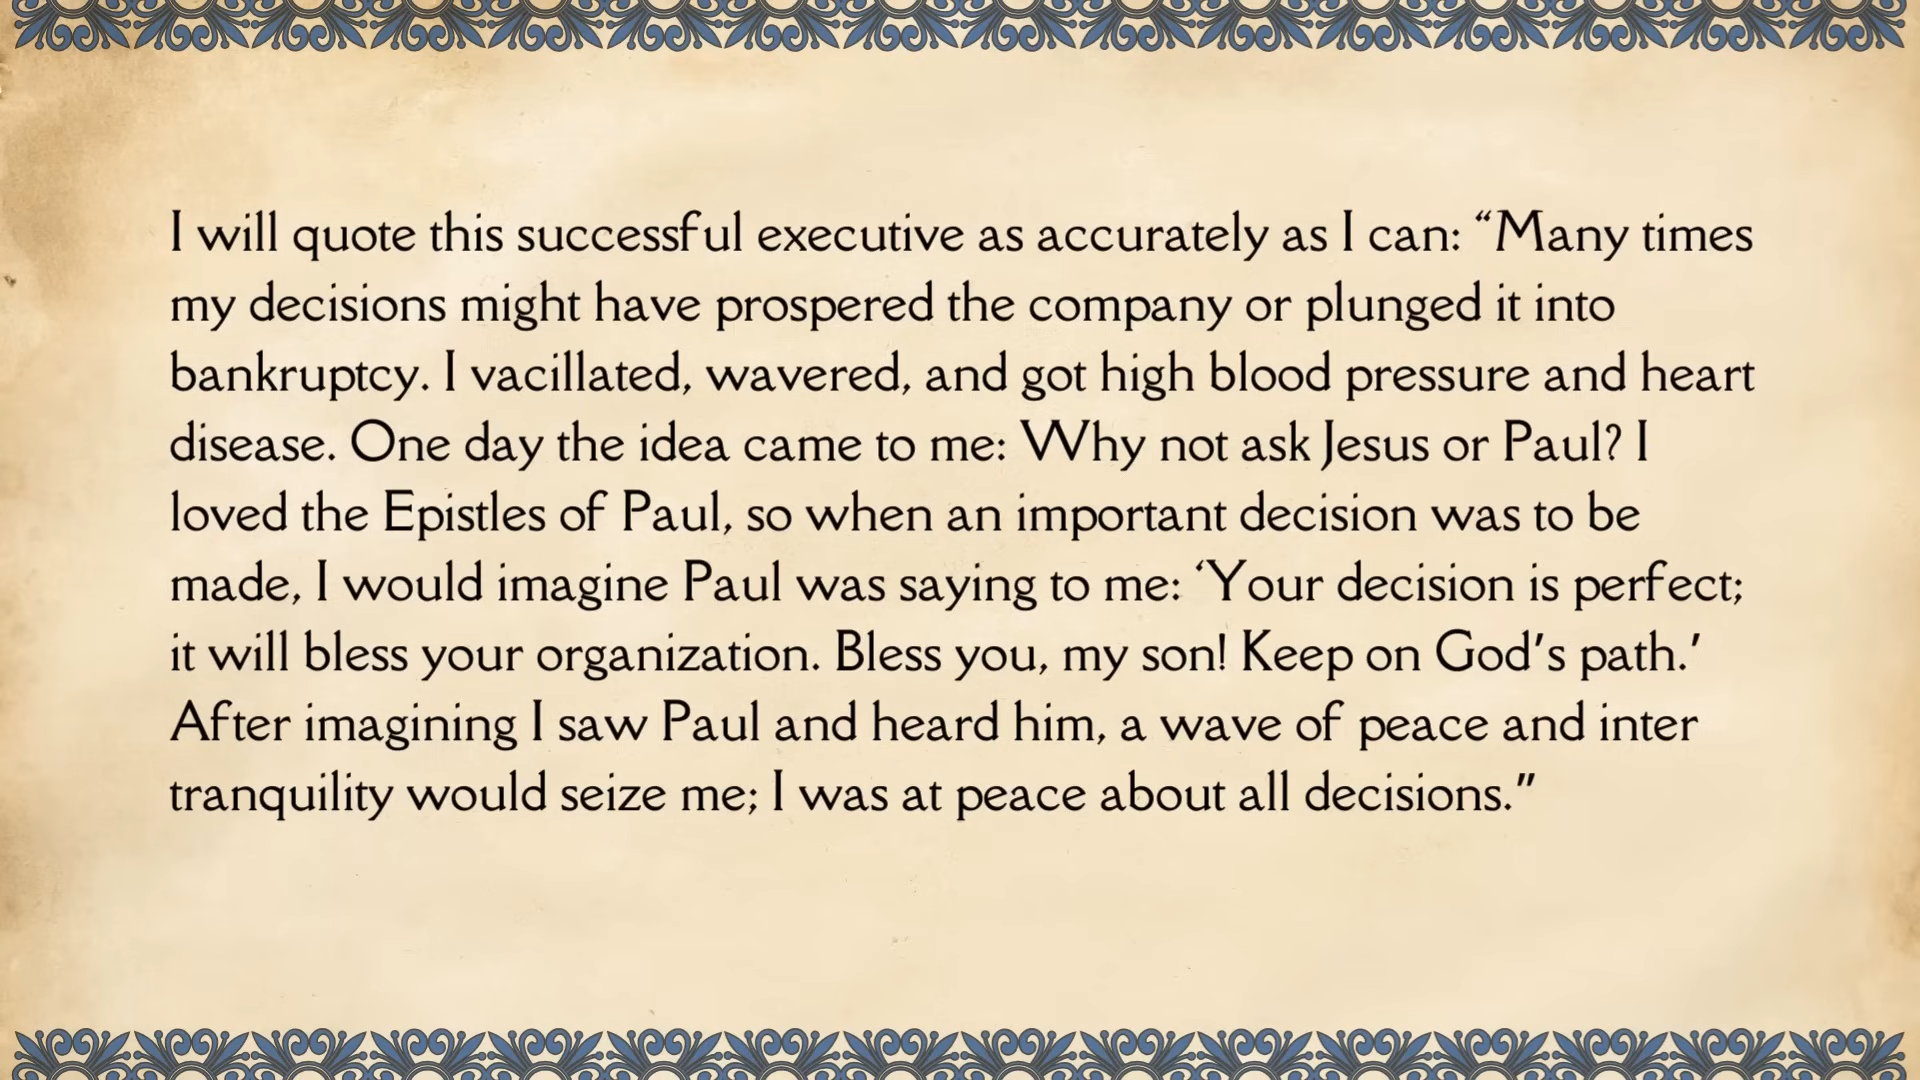 I will quote this successful executive as accurately as I can: “Many times
my decisions might have prospered the company or plunged it into
bankruptcy. I vacillated, wavered, and got high blood pressure and heart
disease. One day the idea came to me: Why not ask Jesus or Paul? I
loved the Epistles of Paul, so when an important decision was to be
made, I would imagine Paul was saying to me: ‘Your decision is perfect;
it will bless your organization. Bless you, my son! Keep on God's path.’
After imagining I saw Paul and heard him, a wave of peace and inter
tranquility would seize me; I was at peace about all decisions.”